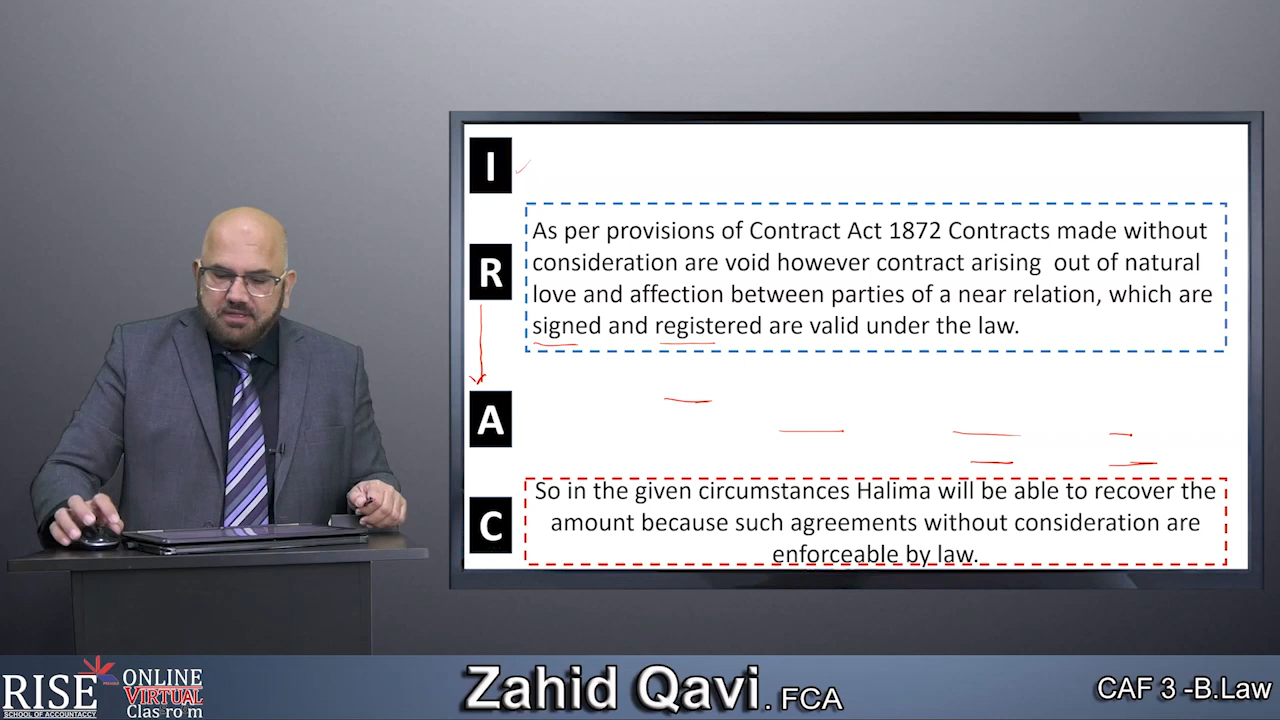 I
As per provisions of Contract Act 1872 Contracts made without
consideration are void however contract arising out of natural
R
love and affection between parties of a near relation, which are
signed and registered are valid under the law.
A
So in the given circumstances Halima will be able to recover the
amount because such agreements without consideration are
C
enforceable by law.
RISE
SCHOOL OF ACCOUNTACCY
ONLINE
VIRTUAL
Clas:ro:m
Zahid Qavi. FCA
CAF 3 -B.Law